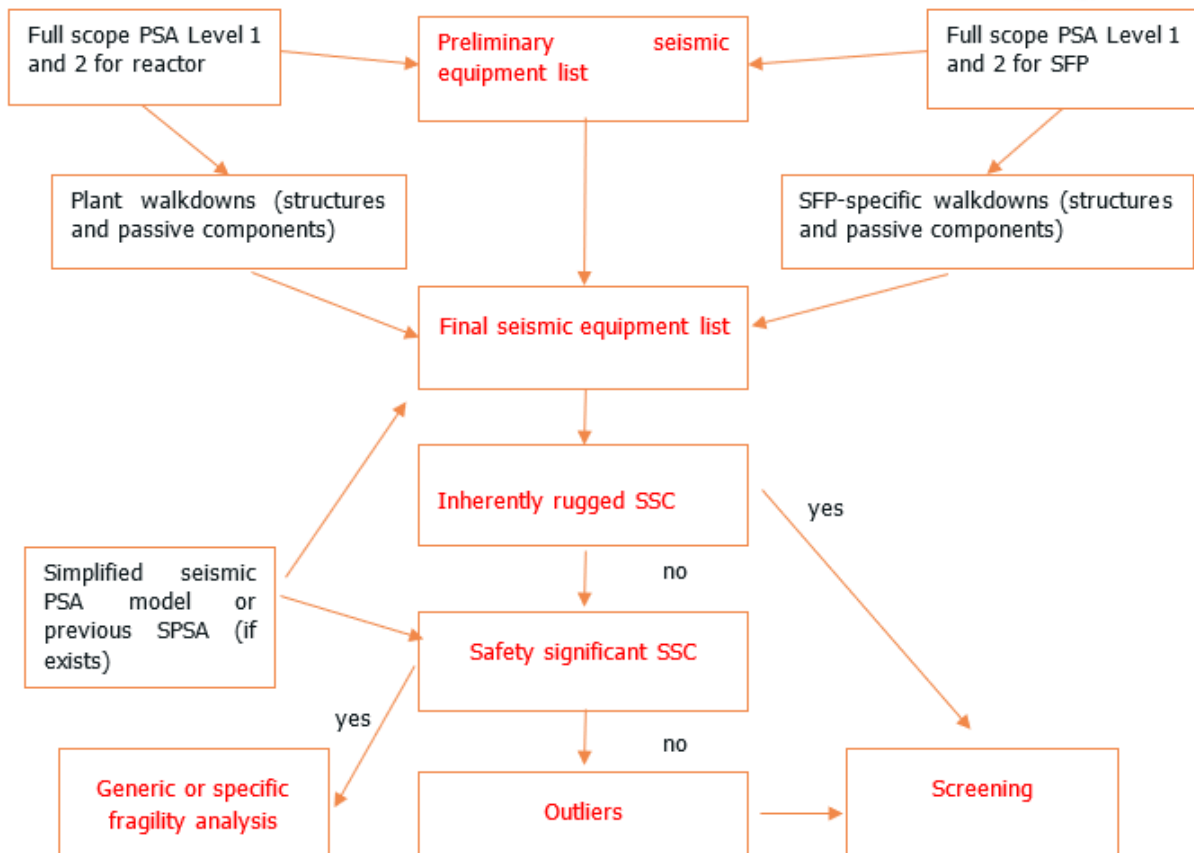 Full scope PSA Level 1
and 2 for reactor
Preliminary seismic
equipment list
Full scope PSA Level 1
and 2 for SFP
Plant walkdowns (structures
and passive components)
SFP-specific walkdowns (structures
and passive components)
Final seismic equipment list
Inherently rugged SSC
yes
no
Simplified seismic
PSA model or
previous SPSA (if
exists)
Safety significant SSC
yes
no
Generic or specific
fragility analysis
Outliers
Screening